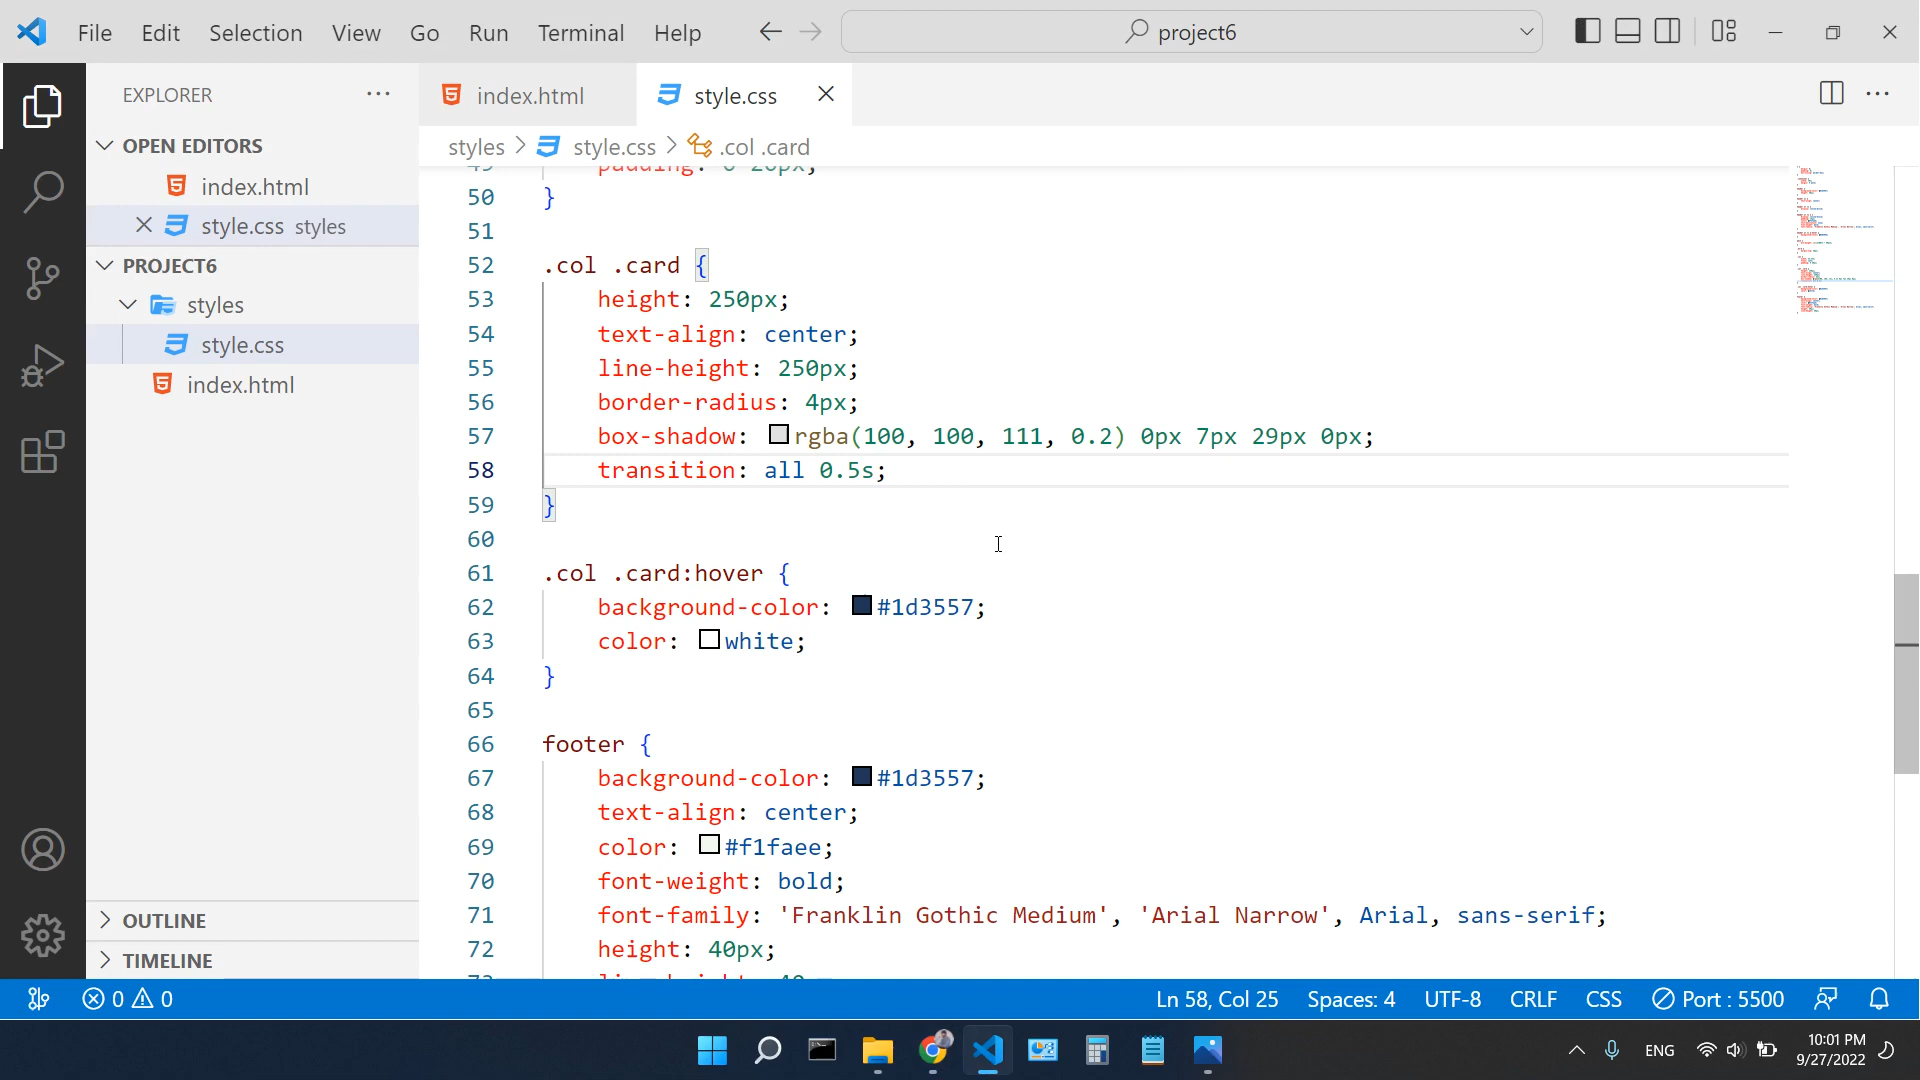 File Edit Selection View Go Run Terminal Help project6
EXPLORER
OPEN EDITORS
index.html
style.css styles
PROJECT6
styles
style.css
index.html
OUTLINE
TIMELINE
index.html style.css
styles > style.css > .col .card
49 padding: 0 20px;
50 }
51
52 .col .card {
53 height: 250px;
54 text-align: center;
55 line-height: 250px;
56 border-radius: 4px;
57 box-shadow: rgba(100, 100, 111, 0.2) 0px 7px 29px 0px;
58 transition: all 0.5s;
59 }
60
61 .col .card:hover {
62 background-color: #1d3557;
63 color: white;
64 }
65
66 footer {
67 background-color: #1d3557;
68 text-align: center;
69 color: #f1faee;
70 font-weight: bold;
71 font-family: 'Franklin Gothic Medium', 'Arial Narrow', Arial, sans-serif;
72 height: 40px;
0 0 Ln 58, Col 25 Spaces: 4 UTF-8 CRLF CSS Port : 5500
ENG
10:01 PM
9/27/2022